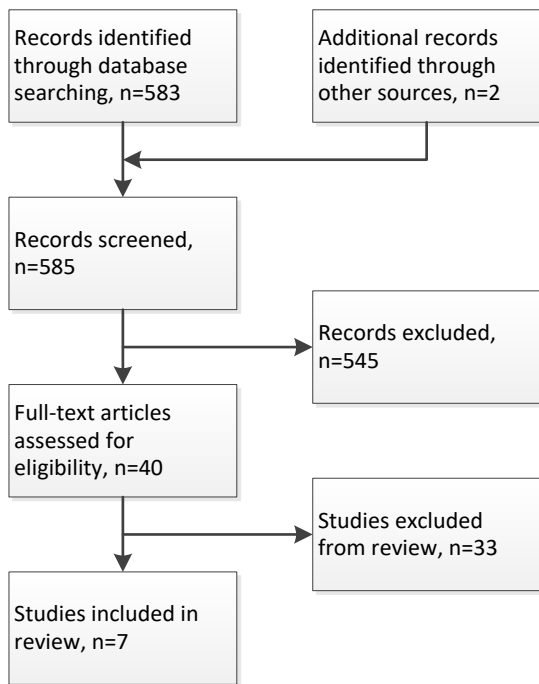 Records identified
through database
searching, n=583
Additional records
identified through
other sources, n=2
Records screened,
n=585
Records excluded,
n=545
Full-text articles
assessed for
eligibility, n=40
Studies excluded
from review, n=33
Studies included in
review, n=7